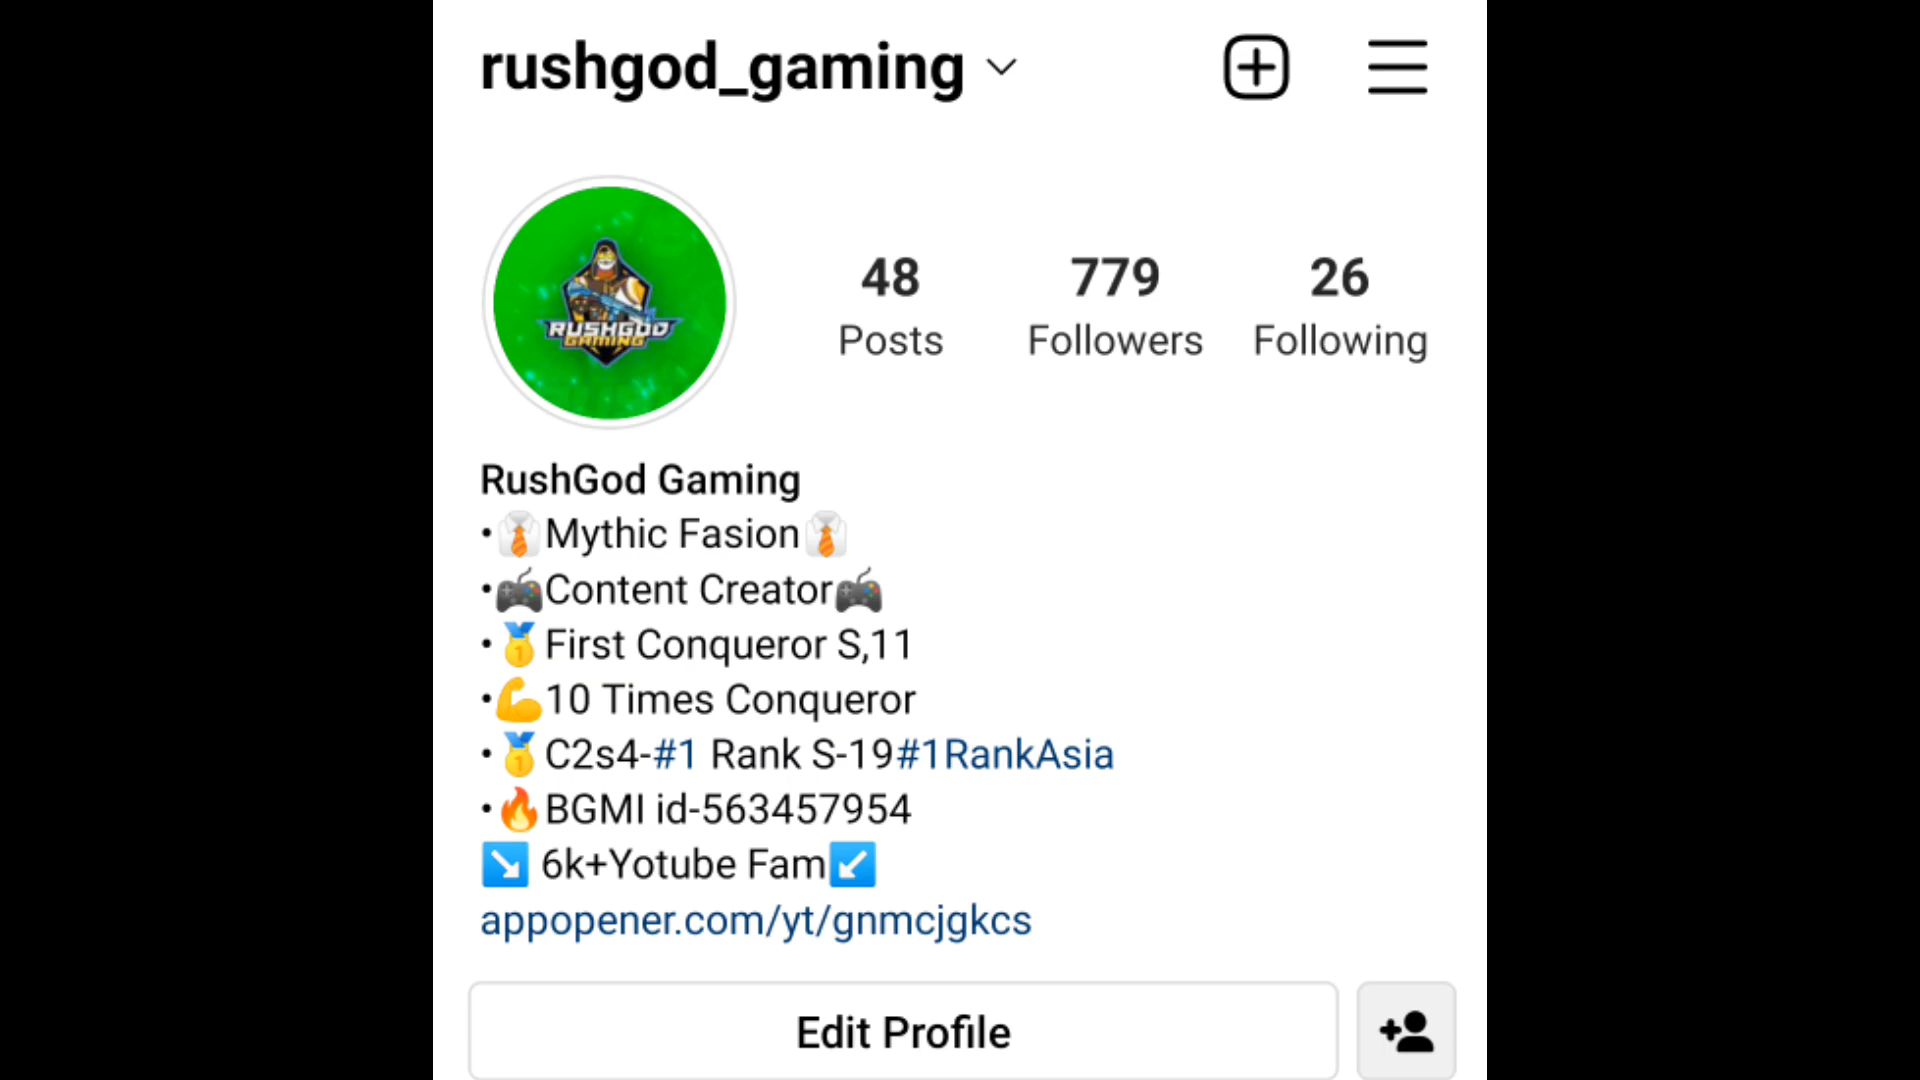 rushgod_gaming
RUSHGOD
GAMING
48 779 26
Posts Followers Following
RushGod Gaming
•👔Mythic Fasion👔
•🎮Content Creator🎮
•🥇First Conqueror S,11
•💪10 Times Conqueror
•🥇C2s4-#1 Rank S-19#1RankAsia
•🔥BGMI id-563457954
↘️ 6k+Yotube Fam↙️
appopener.com/yt/gnmcjgkcs
Edit Profile